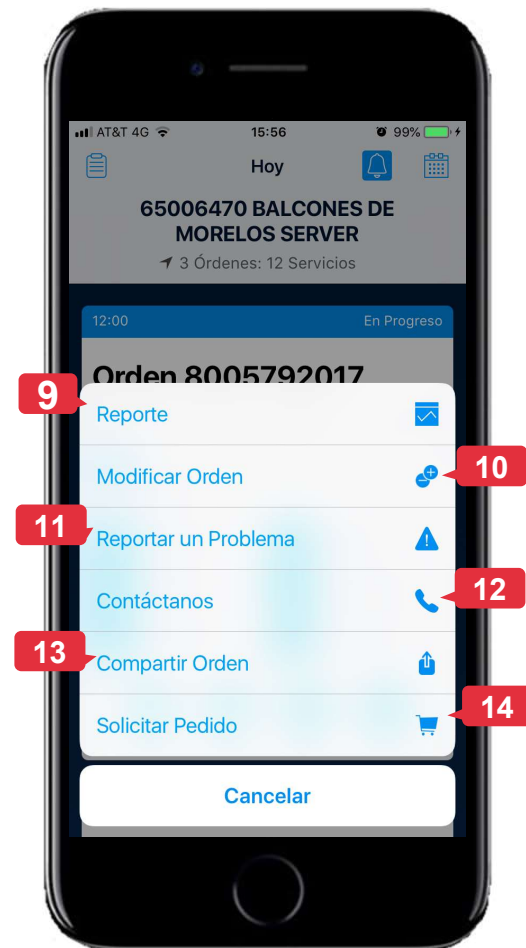 AT&T 4G 15:56 99%
Hoy
65006470 BALCONES DE
MORELOS SERVER
3 Órdenes: 12 Servicios
12:00 En Progreso
Orden 8005792017
9
Reporte
Modificar Orden
10
11
Reportar un Problema
Contáctanos
12
13
Compartir Orden
Solicitar Pedido
14
Cancelar